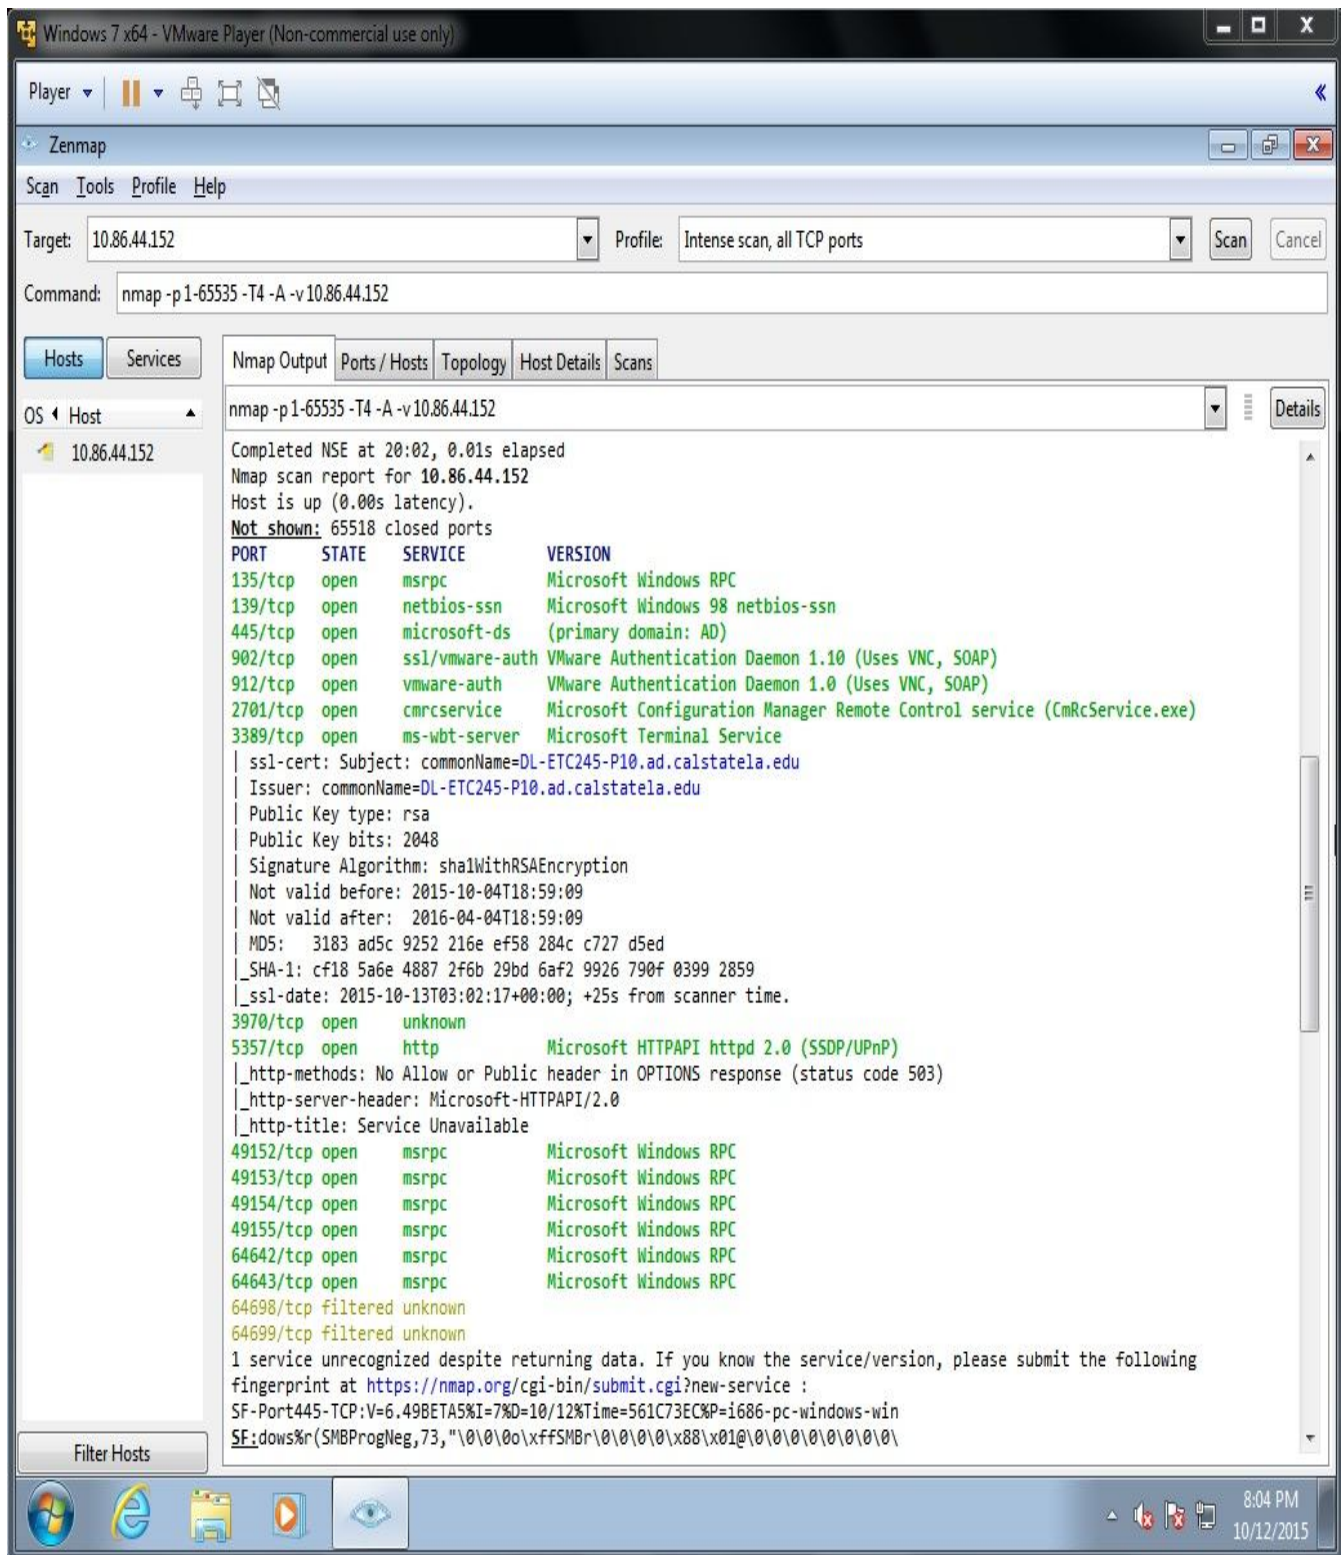 Windows 7 x64 - VMware Player (Non-commercial use only)
Player
Zenmap
Scan Tools Profile Help
Target: 10.86.44.152 Profile: Intense scan, all TCP ports Scan Cancel
Command: nmap -p 1-65535 -T4 -A -v 10.86.44.152
Hosts Services Nmap Output Ports / Hosts Topology Host Details Scans
OS Host nmap -p 1-65535 -T4 -A -v 10.86.44.152 Details
10.86.44.152
Completed NSE at 20:02, 0.01s elapsed
Nmap scan report for 10.86.44.152
Host is up (0.00s latency).
Not shown: 65518 closed ports
PORT STATE SERVICE VERSION
135/tcp open msrpc Microsoft Windows RPC
139/tcp open netbios-ssn Microsoft Windows 98 netbios-ssn
445/tcp open microsoft-ds (primary domain: AD)
902/tcp open ssl/vmware-auth VMware Authentication Daemon 1.10 (Uses VNC, SOAP)
912/tcp open vmware-auth VMware Authentication Daemon 1.0 (Uses VNC, SOAP)
2701/tcp open cmrcservice Microsoft Configuration Manager Remote Control service (CmRcService.exe)
3389/tcp open ms-wbt-server Microsoft Terminal Service
| ssl-cert: Subject: commonName=DL-ETC245-P10.ad.calstatela.edu
| Issuer: commonName=DL-ETC245-P10.ad.calstatela.edu
| Public Key type: rsa
| Public Key bits: 2048
| Signature Algorithm: sha1WithRSAEncryption
| Not valid before: 2015-10-04T18:59:09
| Not valid after: 2016-04-04T18:59:09
| MD5: 3183 ad5c 9252 216e ef58 284c c727 d5ed
|_SHA-1: cf18 5a6e 4887 2f6b 29bd 6af2 9926 790f 0399 2859
|_ssl-date: 2015-10-13T03:02:17+00:00; +25s from scanner time.
3970/tcp open unknown
5357/tcp open http Microsoft HTTPAPI httpd 2.0 (SSDP/UPnP)
|_http-methods: No Allow or Public header in OPTIONS response (status code 503)
|_http-server-header: Microsoft-HTTPAPI/2.0
|_http-title: Service Unavailable
49152/tcp open msrpc Microsoft Windows RPC
49153/tcp open msrpc Microsoft Windows RPC
49154/tcp open msrpc Microsoft Windows RPC
49155/tcp open msrpc Microsoft Windows RPC
64642/tcp open msrpc Microsoft Windows RPC
64643/tcp open msrpc Microsoft Windows RPC
64698/tcp filtered unknown
64699/tcp filtered unknown
1 service unrecognized despite returning data. If you know the service/version, please submit the following
fingerprint at https://nmap.org/cgi-bin/submit.cgi?new-service :
SF-Port445-TCP:V=6.49BETA5%I=7%D=10/12%Time=561C73EC%P=i686-pc-windows-win
SF:dows%r(SMBProgNeg,73,"\0\0\0o\xffSMBr\0\0\0\0\x88\x01@\0\0\0\0\0\0\0\0\
Filter Hosts
8:04 PM
10/12/2015